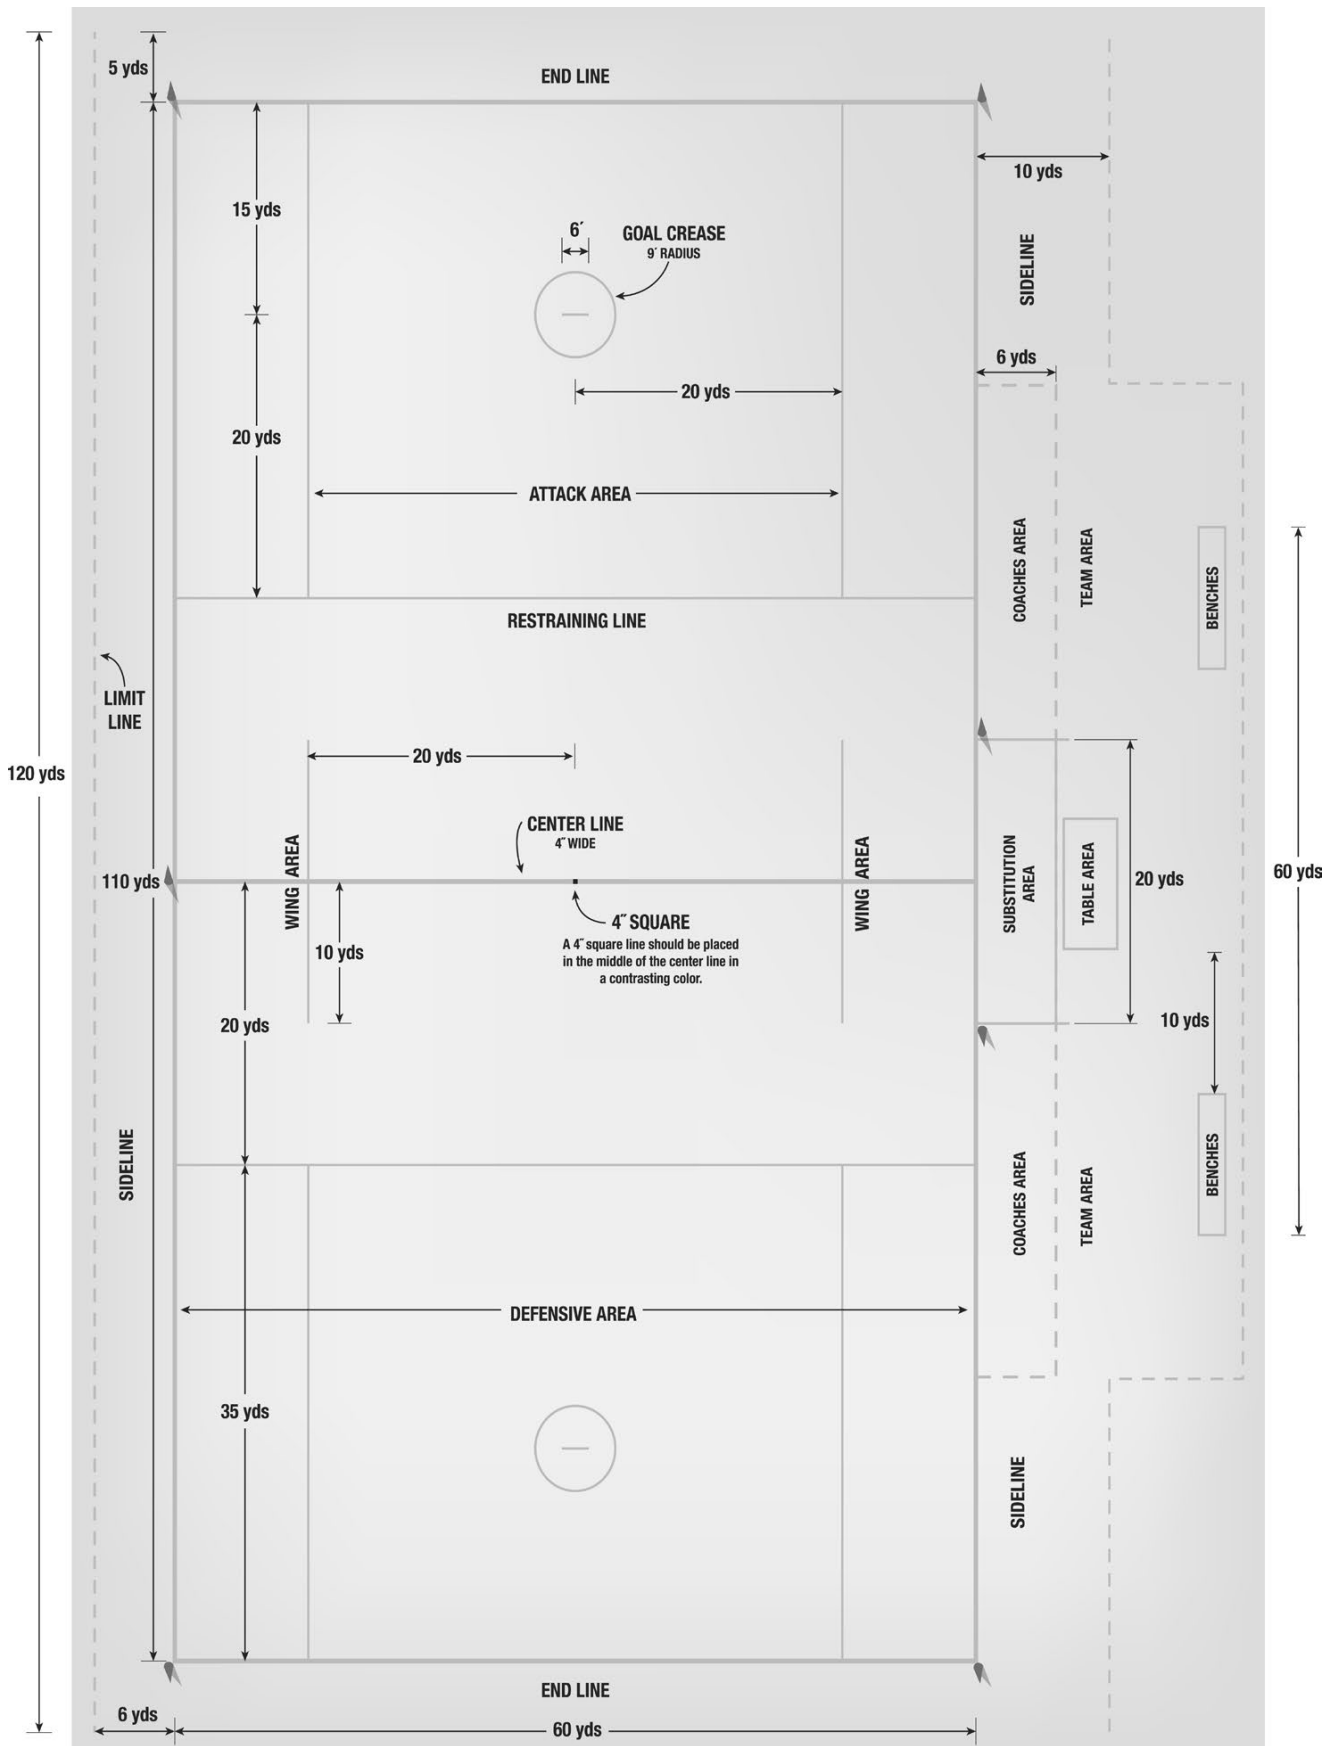 5 yds
END LINE
15 yds
10 yds
6´
GOAL CREASE
9´ RADIUS
SIDELINE
6 yds
20 yds
20 yds
ATTACK AREA
COACHES AREA
TEAM AREA
BENCHES
RESTRAINING LINE
LIMIT
LINE
20 yds
120 yds
CENTER LINE
4˝ WIDE
WING AREA
WING AREA
SUBSTITUTION
AREA
TABLE AREA
20 yds
60 yds
110 yds
4˝ SQUARE
A 4˝ square line should be placed
in the middle of the center line in
a contrasting color.
10 yds
20 yds
10 yds
SIDELINE
COACHES AREA
TEAM AREA
BENCHES
DEFENSIVE AREA
35 yds
SIDELINE
END LINE
6 yds
60 yds